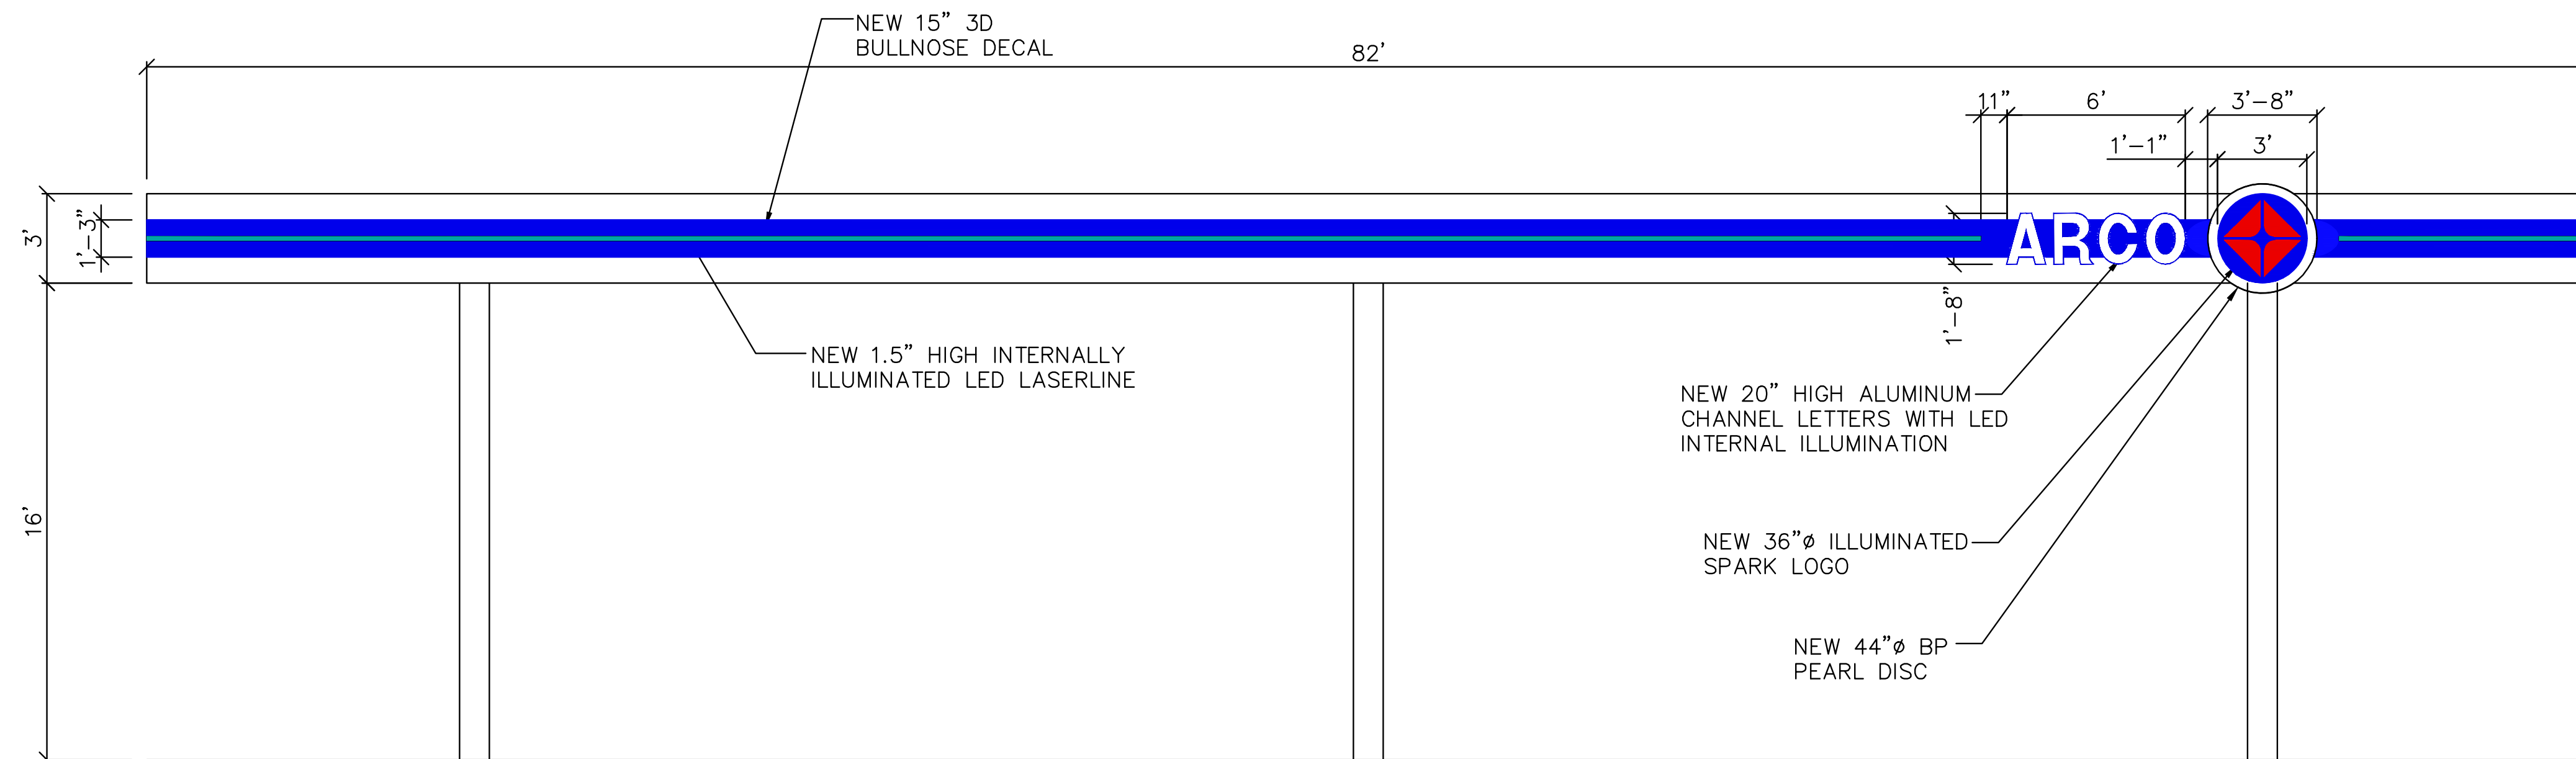 NEW 15” 3D
BULLNOSE DECAL
82'
11”
6'
3'-8”
1'-1”
3'
3'
1'-3”
ARCO
1'-8”
NEW 1.5” HIGH INTERNALLY
ILLUMINATED LED LASERLINE
NEW 20” HIGH ALUMINUM
CHANNEL LETTERS WITH LED
INTERNAL ILLUMINATION
16'
NEW 36”ø ILLUMINATED
SPARK LOGO
NEW 44”ø BP
PEARL DISC